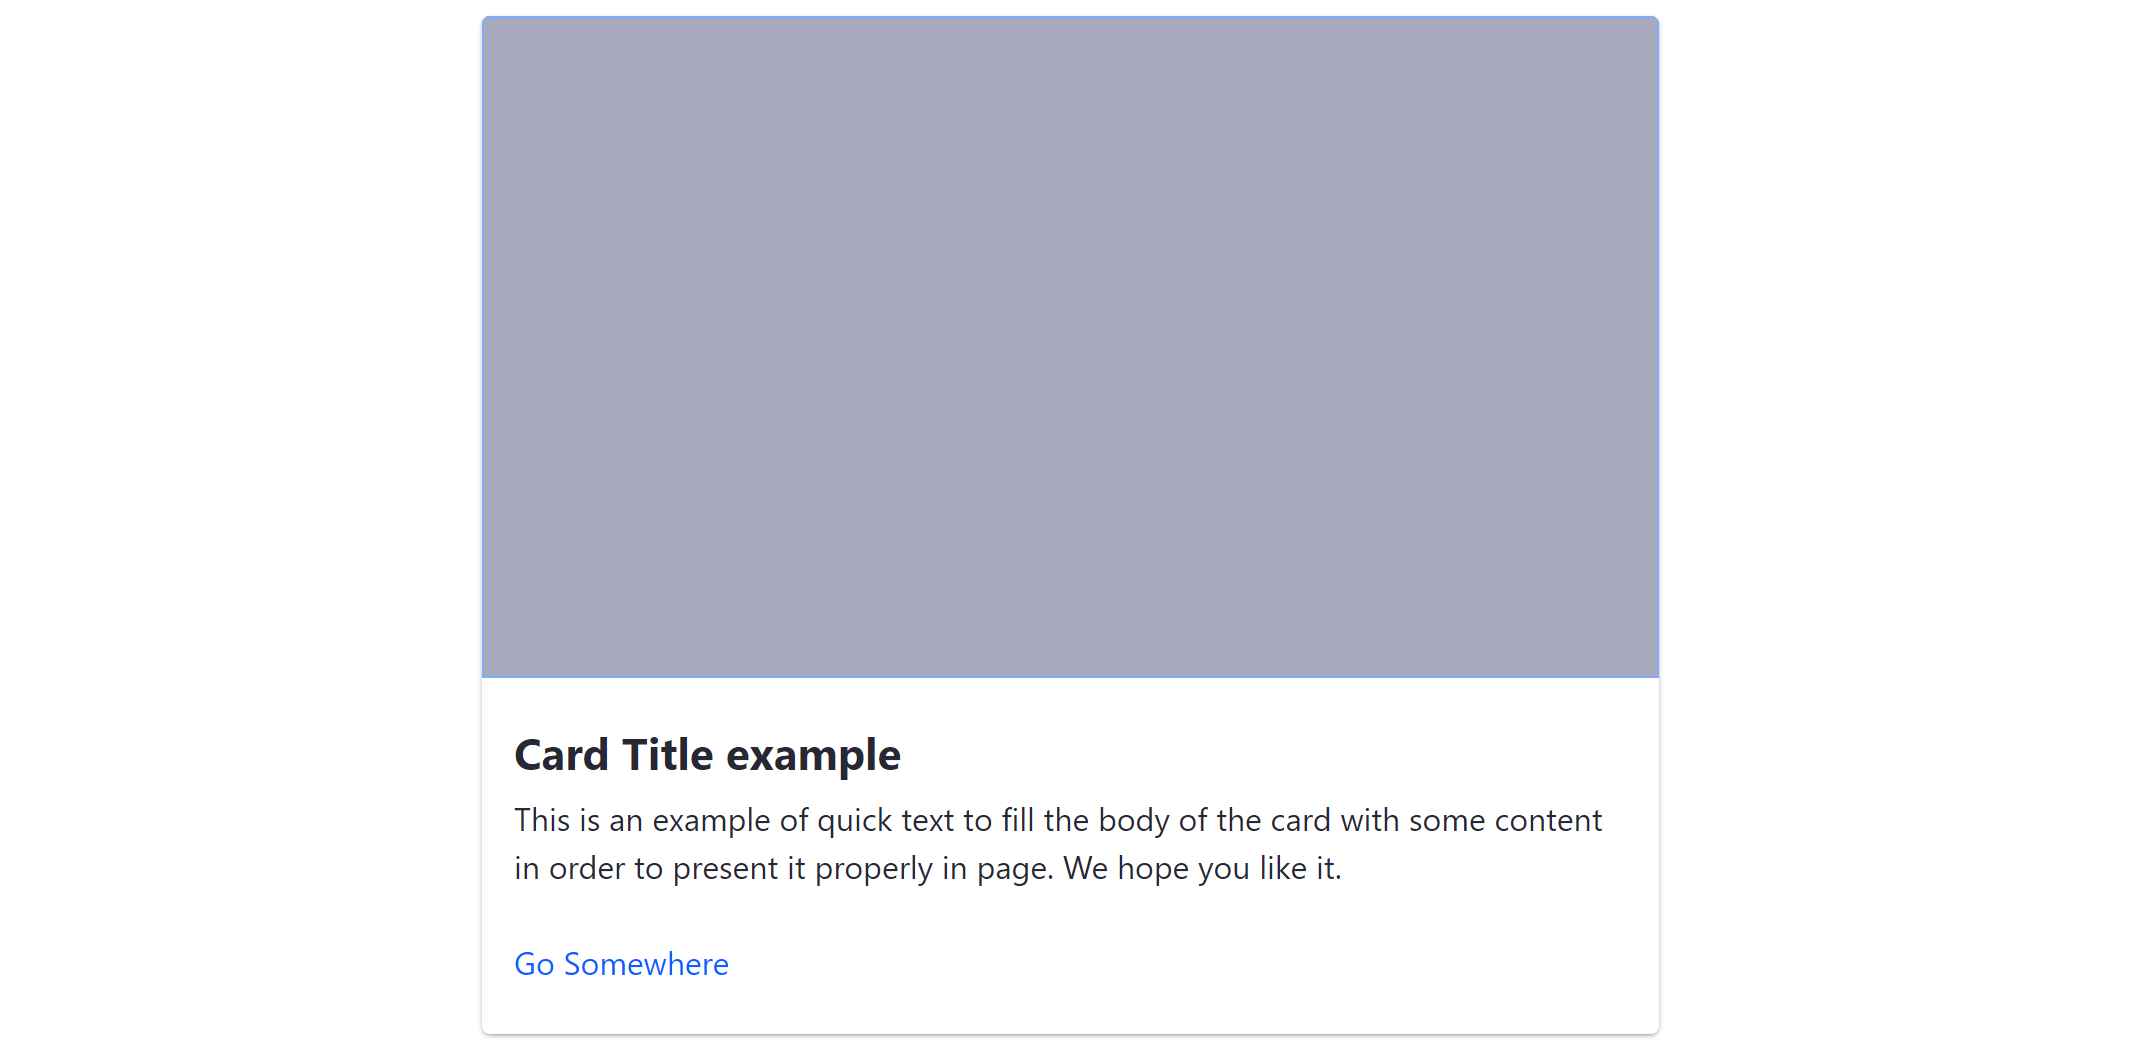 Card Title example
This is an example of quick text to fill the body of the card with some content
in order to present it properly in page. We hope you like it.
Go Somewhere